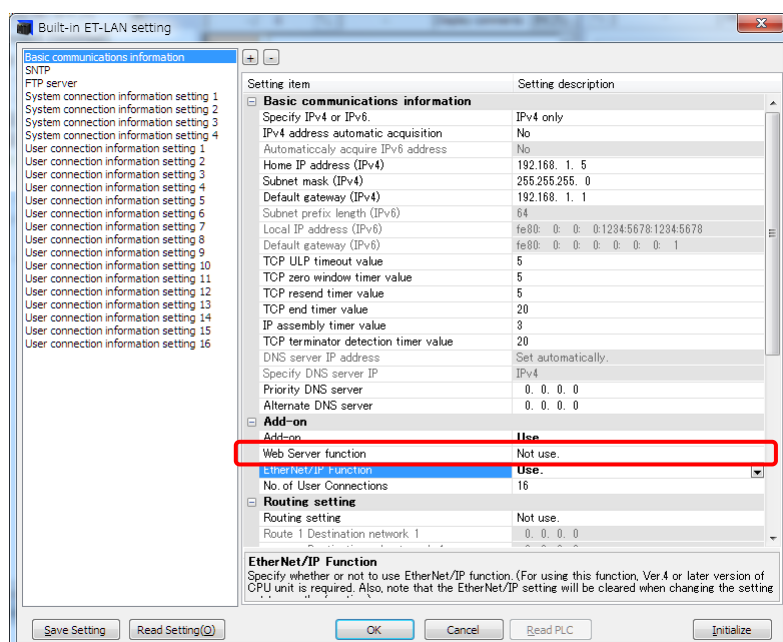 Built-in ET-LAN setting
Basic communications information
SNTP
FTP server
System connection information setting 1
System connection information setting 2
System connection information setting 3
System connection information setting 4
User connection information setting 1
User connection information setting 2
User connection information setting 3
User connection information setting 4
User connection information setting 5
User connection information setting 6
User connection information setting 7
User connection information setting 8
User connection information setting 9
User connection information setting 10
User connection information setting 11
User connection information setting 12
User connection information setting 13
User connection information setting 14
User connection information setting 15
User connection information setting 16
Setting item Setting description
Basic communications information
Specify IPv4 or IPv6. IPv4 only
IPv4 address automatic acquisition No
Automaticcaly acquire IPv6 address No
Home IP address (IPv4) 192.168. 1. 5
Subnet mask (IPv4) 255.255.255. 0
Default gateway (IPv4) 192.168. 1. 1
Subnet prefix length (IPv6) 64
Local IP address (IPv6) fe80: 0: 0: 0:1234:5678:1234:5678
Default gateway (IPv6) fe80: 0: 0: 0: 0: 0: 0: 1
TCP ULP timeout value 5
TCP zero window timer value 5
TCP resend timer value 5
TCP end timer value 20
IP assembly timer value 3
TCP terminator detection timer value 20
DNS server IP address Set automatically.
Specify DNS server IP IPv4
Priority DNS server 0. 0. 0. 0
Alternate DNS server 0. 0. 0. 0
Add-on
Add-on Use
Web Server function Not use.
EtherNet/IP Function Use.
No. of User Connections 16
Routing setting
Routing setting Not use.
Route 1 Destination network 1 0. 0. 0. 0
EtherNet/IP Function
Specify whether or not to use EtherNet/IP function. (For using this function, Ver.4 or later version of
CPU unit is required. Also, note that the EtherNet/IP setting will be cleared when changing the setting
Save Setting Read Setting(O) OK Cancel Read PLC Initialize